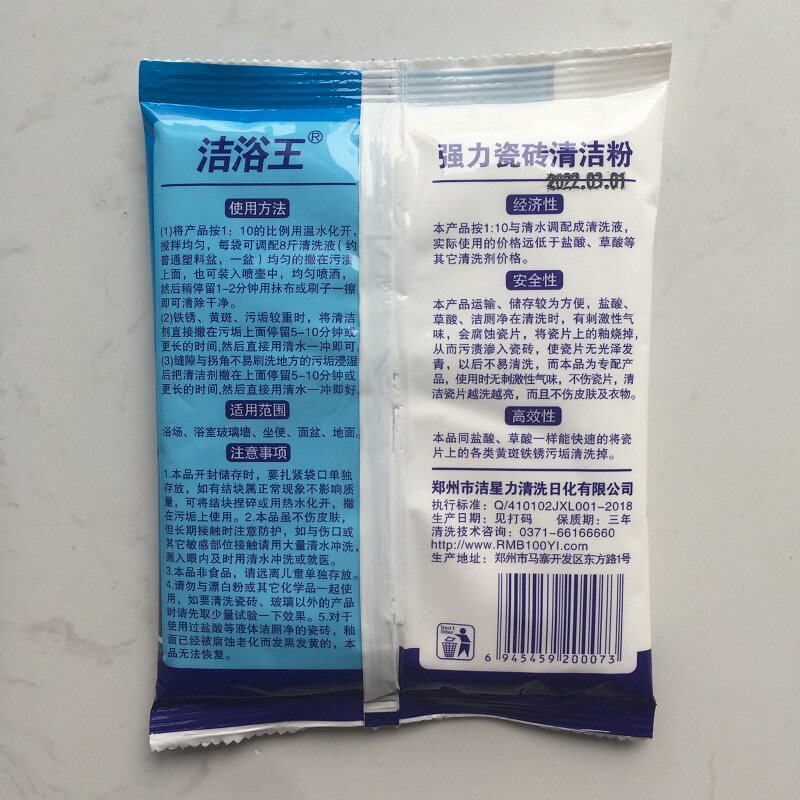 洁浴王®
使用方法
(1)将产品按1：10的比例用温水化开，
搅拌均匀，每袋可调配8斤清洗液（约
普通塑料盆，一盆）均匀的撒在污渍
上面，也可装入喷壶中，均匀喷洒，
然后稍停留1-2分钟用抹布或刷子一擦
即可清除干净。
(2)铁锈、黄斑、污垢较重时，将清洁
剂直接撒在污垢上面停留5-10分钟或
更长的时间，然后直接用清水一冲即可
(3)缝隙与拐角不易刷洗地方的污垢浸湿
后把清洁剂撒在上面停留5-10分钟或
更长的时间,然后直接用清水一冲即好
适用范围
浴场、浴室玻璃墙、坐便、面盆、地面
注意事项
1.本品开封储存时，要扎紧袋口单独
存放，如有结块属正常现象不影响质
量，可将结块捏碎或用热水化开，撒
在污垢上使用。2.本品虽不伤皮肤，
但长期接触时注意防护，如与伤口或
其它敏感部位接触请用大量清水冲洗，
溅入眼内及时用清水冲洗或就医。
3.本品非食品，请远离儿童单独存放。
4.请勿与漂白粉或其它化学品一起使
用，如要清洗瓷砖、玻璃以外的产品
时请先取少量试验一下效果。5.对于
使用过盐酸等液体洁厕净的瓷砖，釉
面已经被腐蚀老化而发黑发黄的，本
品无法恢复。
强力瓷砖清洁粉
2022.03.01
经济性
本产品按1:10与清水调配成清洗液，
实际使用的价格远低于盐酸、草酸等
其它清洗剂价格。
安全性
本产品运输、储存较为方便，盐酸、
草酸、洁厕净在清洗时，有刺激性气
味，会腐蚀瓷片，将瓷片上的釉烧掉，
从而污渍渗入瓷砖，使瓷片无光泽发
青，以后不易清洗，而本品为专配产
品，使用时无刺激性气味，不伤瓷片，清
洁瓷片越洗越亮，而且不伤皮肤及衣物。
高效性
本品同盐酸、草酸一样能快速的将瓷
片上的各类黄斑铁锈污垢清洗掉。
郑州市洁星力清洗日化有限公司
执行标准：Q/410102JXL001-2018
生产日期：见打码 保质期：三年
清洗技术咨询：0371-66166660
http://www.RMB100YI.com
生产地址：郑州市马寨开发区东方路1号
Don't litter
6 945459 200073